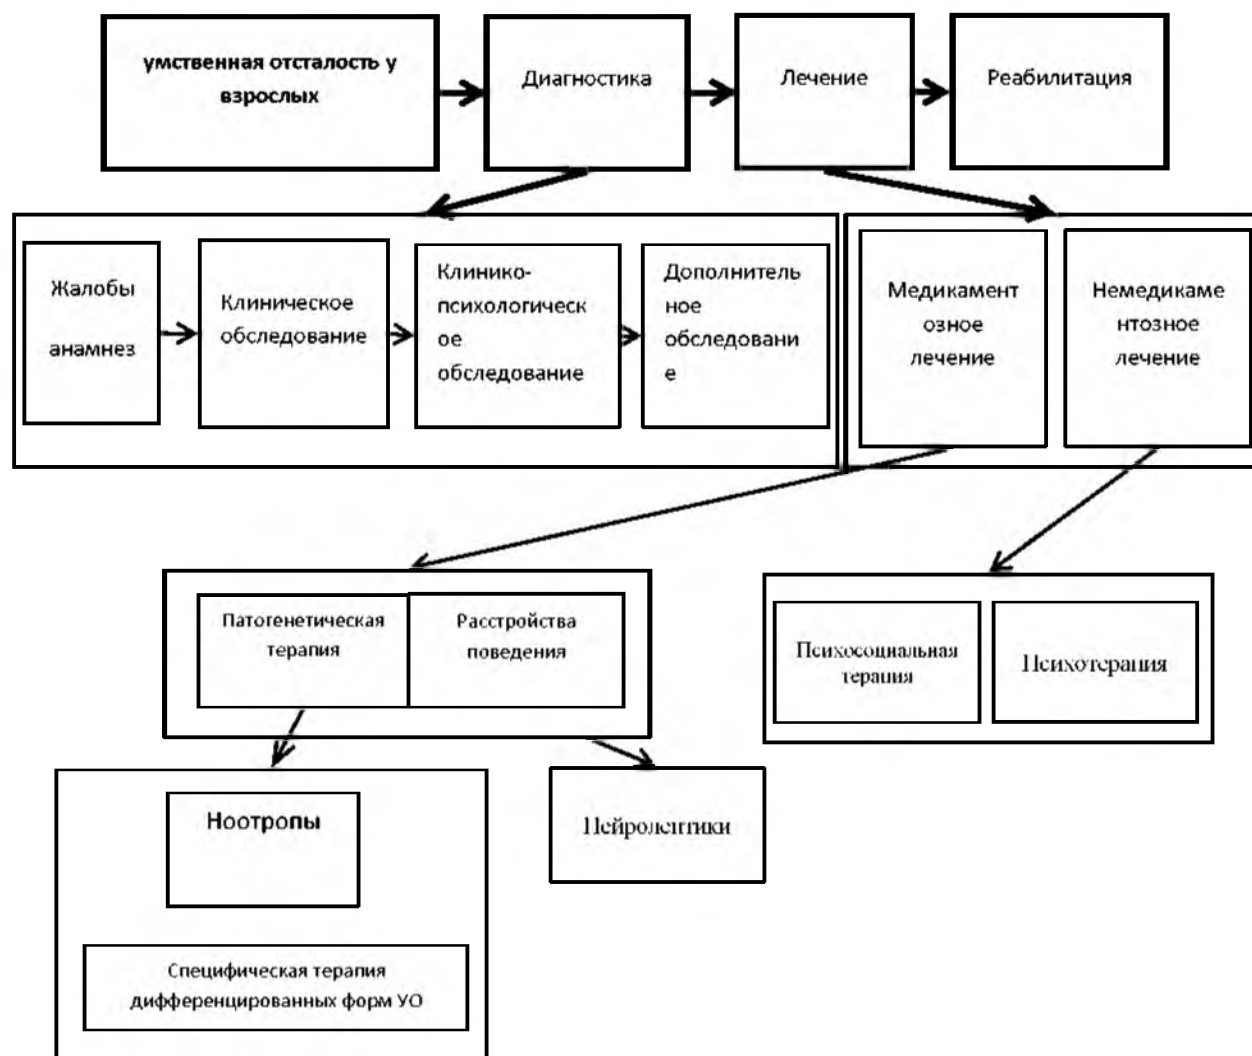 умственная отсталость у
взрослых
Диагностика
Лечение
Реабилитация
Жалобы
анамнез
Клиническое
обследование
Клинико-
психологическ
ое
обследование
Дополнитель
ное
обследовани
е
Медикамент
озное
лечение
Немедикаме
нтозное
лечение
Патогенетическая
терапия
Расстройства
поведения
Психосоциальная
терапия
Психотерапия
Ноотропы
Нейролептики
Специфическая терапия
дифференцированных форм УО